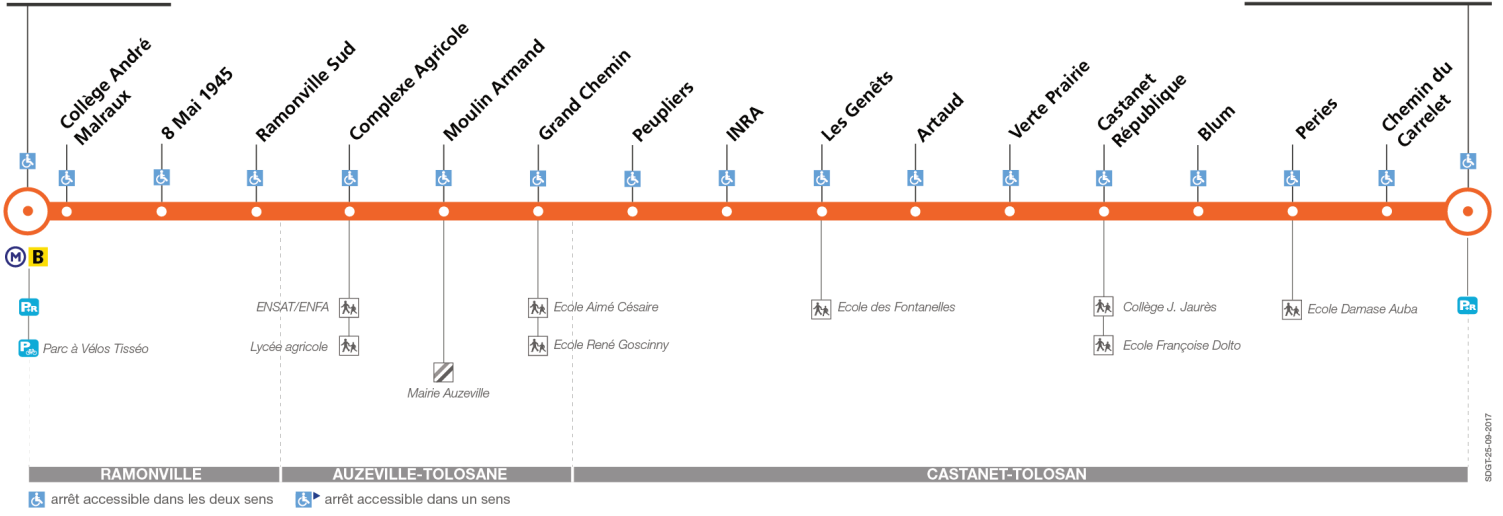 Collège André
Malraux
8 Mai 1945
Ramonville Sud
Complexe Agricole
Moulin Armand
Grand Chemin
Peupliers
INRA
Les Genêts
Artaud
Verte Prairie
Castanet
République
Blum
Peries
Chemin du
Carrelet
M B
P+R
P
Parc à Vélos Tisséo
ENSAT/ENFA
Lycée agricole
Mairie Auzeville
Ecole Aimé Césaire
Ecole René Goscinny
Ecole des Fontanelles
Collège J. Jaurès
Ecole Françoise Dolto
Ecole Damase Auba
P+R
SDGT-25-09-2017
RAMONVILLE
AUZEVILLE-TOLOSANE
CASTANET-TOLOSAN
arrêt accessible dans les deux sens
arrêt accessible dans un sens